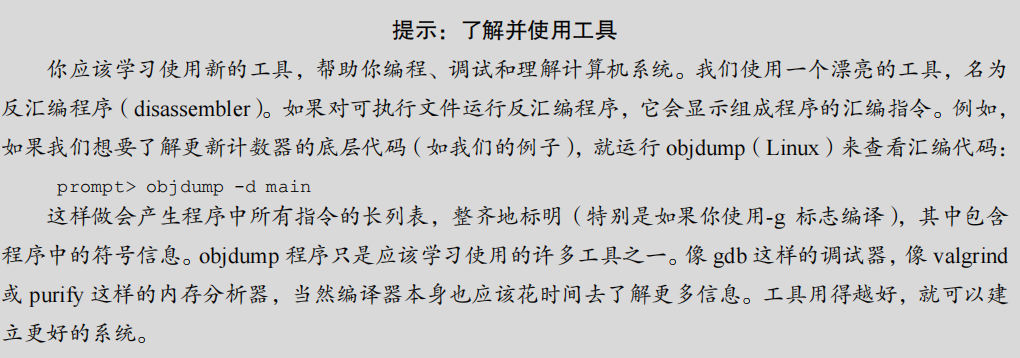 提示：了解并使用工具
你应该学习使用新的工具，帮助你编程、调试和理解计算机系统。我们使用一个漂亮的工具，名为
反汇编程序（disassembler）。如果对可执行文件运行反汇编程序，它会显示组成程序的汇编指令。例如，
如果我们想要了解更新计数器的底层代码（如我们的例子），就运行 objdump（Linux）来查看汇编代码：
prompt> objdump -d main
这样做会产生程序中所有指令的长列表，整齐地标明（特别是如果你使用-g 标志编译），其中包含
程序中的符号信息。objdump 程序只是应该学习使用的许多工具之一。像 gdb 这样的调试器，像 valgrind
或 purify 这样的内存分析器，当然编译器本身也应该花时间去了解更多信息。工具用得越好，就可以建
立更好的系统。